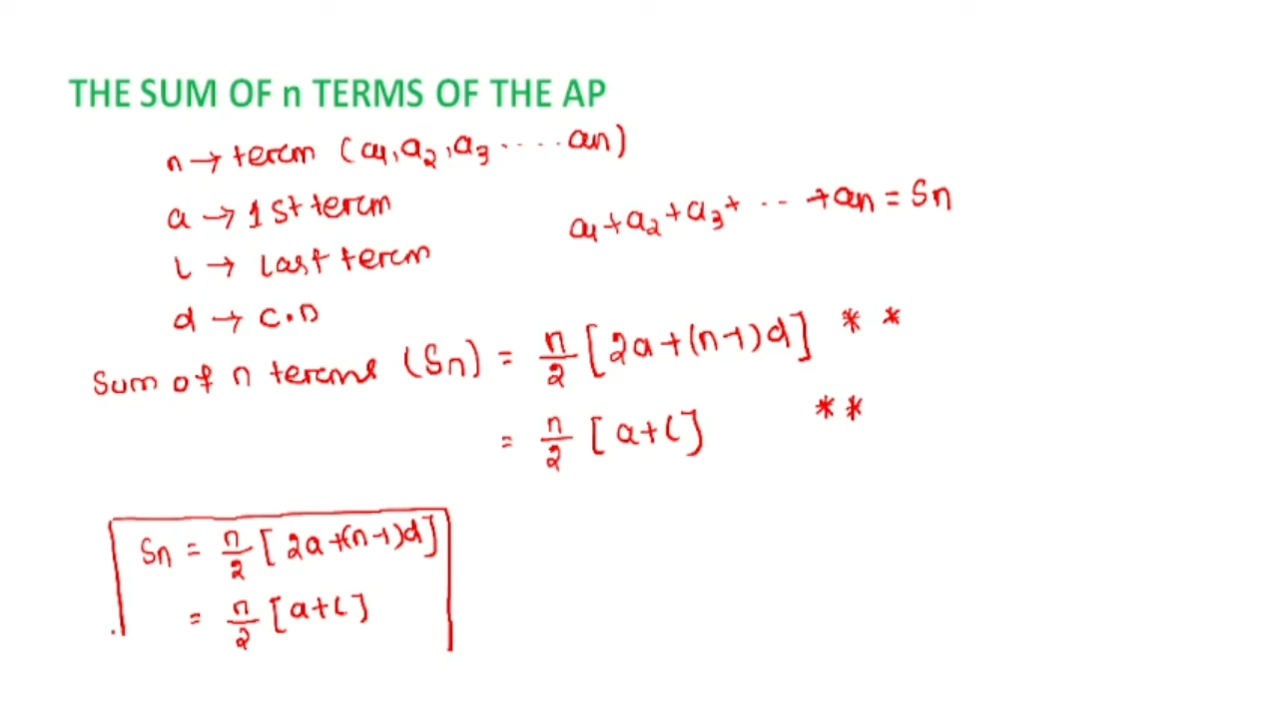 THE SUM OF n TERMS OF THE AP
n → term (a1, a2, a3 ..... an)
a → 1st term
a1 + a2 + a3 + ... + an = Sn
l → last term
d → C.D
Sum of n terms (Sn) = n/2 [2a + (n-1)d] **
= n/2 [a + l] **
Sn = n/2 [2a + (n-1)d]
= n/2 [a + l]